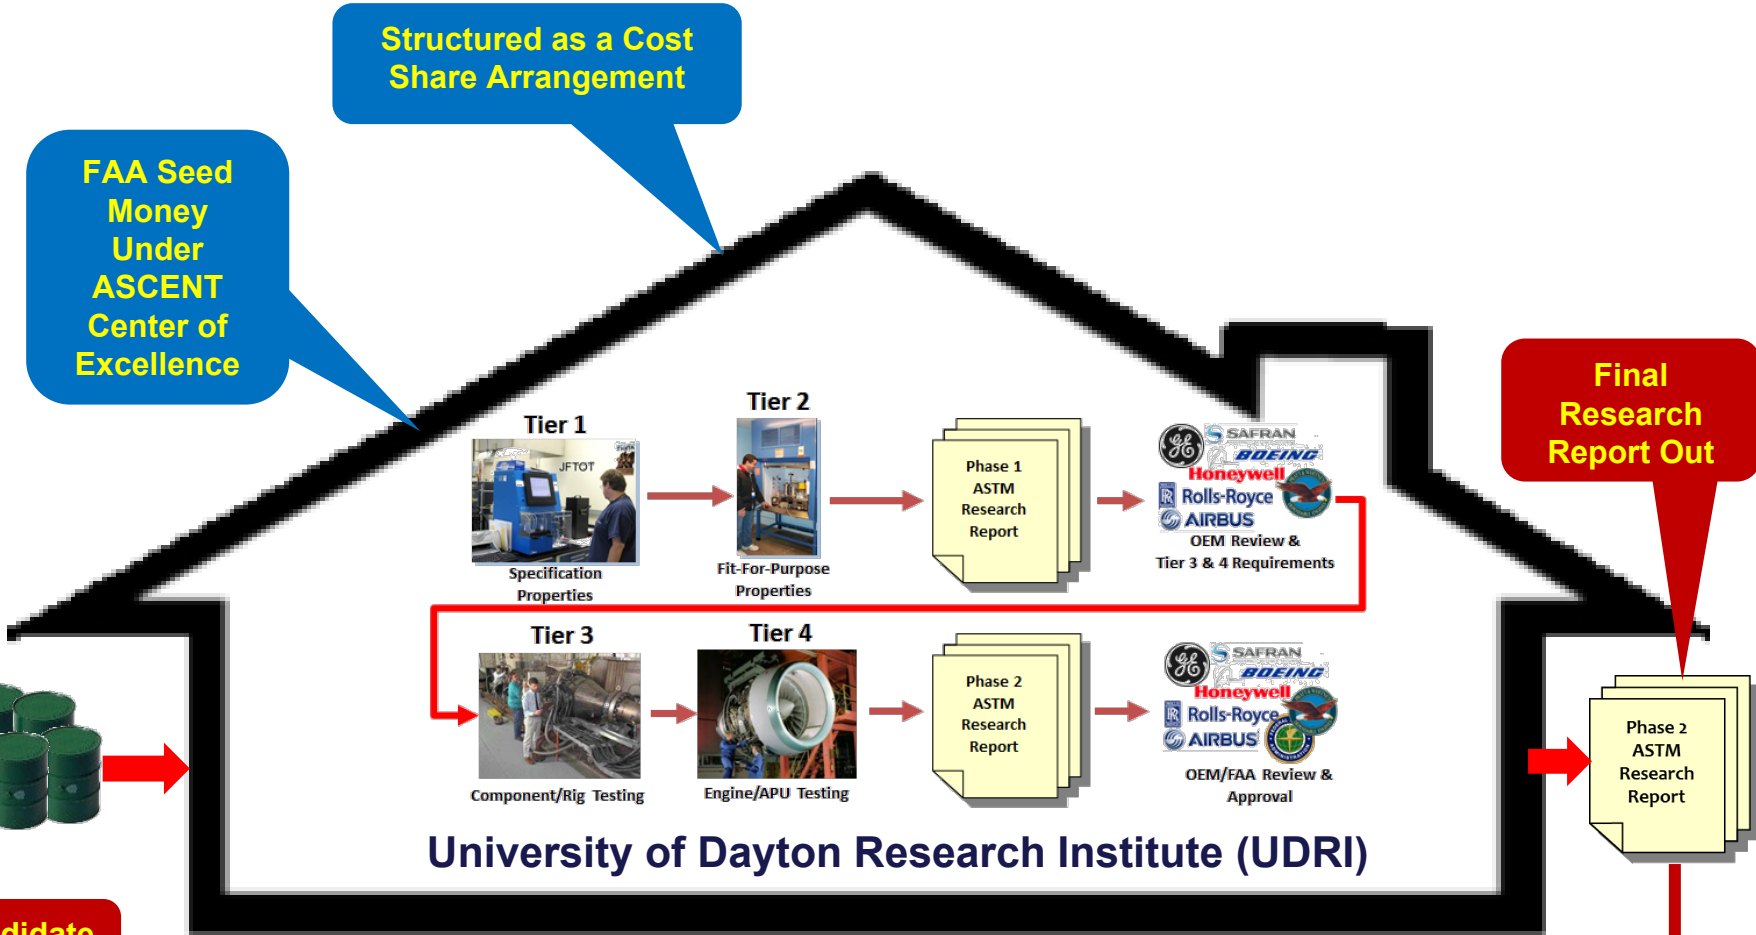 Structured as a Cost
Share Arrangement
FAA Seed
Money
Under
ASCENT
Center of
Excellence
Final
Research
Report Out
Tier 1
JFTOT
Specification
Properties
Tier 2
Fit-For-Purpose
Properties
Phase 1
ASTM
Research
Report
GE
SAFRAN
BOEING
Honeywell
Rolls-Royce
AIRBUS
OEM Review &
Tier 3 & 4 Requirements
Tier 3
Component/Rig Testing
Tier 4
Engine/APU Testing
Phase 2
ASTM
Research
Report
GE
SAFRAN
BOEING
Honeywell
Rolls-Royce
AIRBUS
OEM/FAA Review &
Approval
Phase 2
ASTM
Research
Report
University of Dayton Research Institute (UDRI)